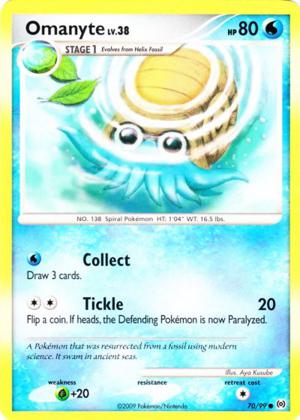 Omanyte LV.38
HP 80
STAGE 1 Evolves from Helix Fossil
NO. 138 Spiral Pokémon HT: 1'04" WT: 16.5 lbs.
Collect
Draw 3 cards.
Tickle 20
Flip a coin. If heads, the Defending Pokémon is now Paralyzed.
A Pokémon that was resurrected from a fossil using modern
science. It swam in ancient seas.
Illus. Aya Kusube
weakness resistance retreat cost
+20
©2009 Pokémon/Nintendo 70/99